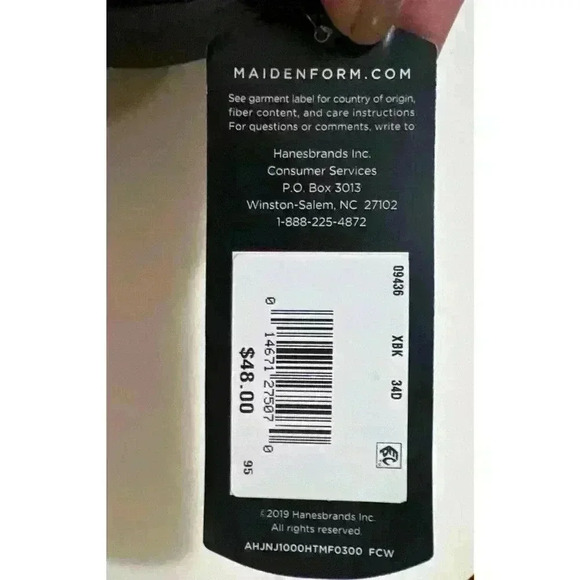 MAIDENFORM.COM
See garment label for country of origin,
fiber content, and care instructions
For questions or comments, write to
Hanesbrands Inc.
Consumer Services
P.O. Box 3013
Winston-Salem, NC 27102
1-888-225-4872
09436 XBK 34D
0 14671 27507 0
$48.00
95
EC
©2019 Hanesbrands Inc.
All rights reserved.
AHJNJ1000HTMF0300 FCW